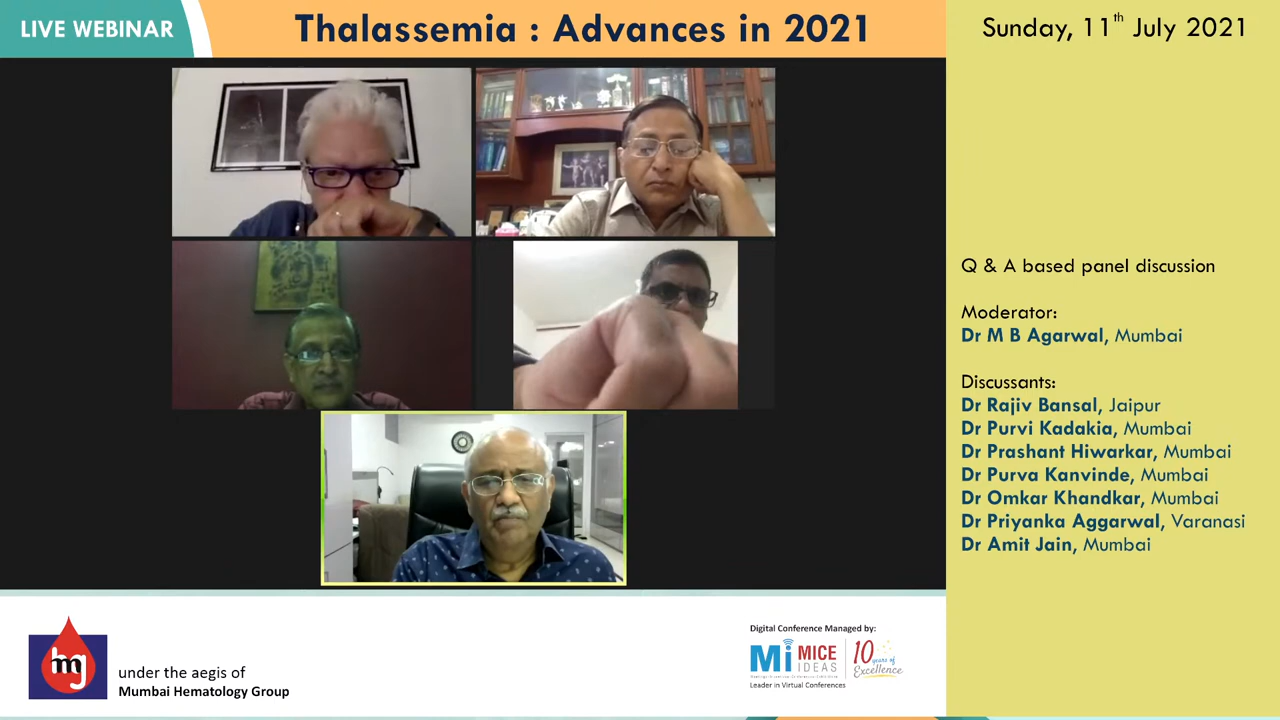 LIVE WEBINAR
Thalassemia : Advances in 2021
Sunday, 11th July 2021
Q & A based panel discussion
Moderator:
Dr M B Agarwal, Mumbai
Discussants:
Dr Rajiv Bansal, Jaipur
Dr Purvi Kadakia, Mumbai
Dr Prashant Hiwarkar, Mumbai
Dr Purva Kanvinde, Mumbai
Dr Omkar Khandkar, Mumbai
Dr Priyanka Aggarwal, Varanasi
Dr Amit Jain, Mumbai
hmg
under the aegis of
Mumbai Hematology Group
Digital Conference Managed by:
Mi MICE IDEAS
10 years of Excellence
Leader in Virtual Conferences